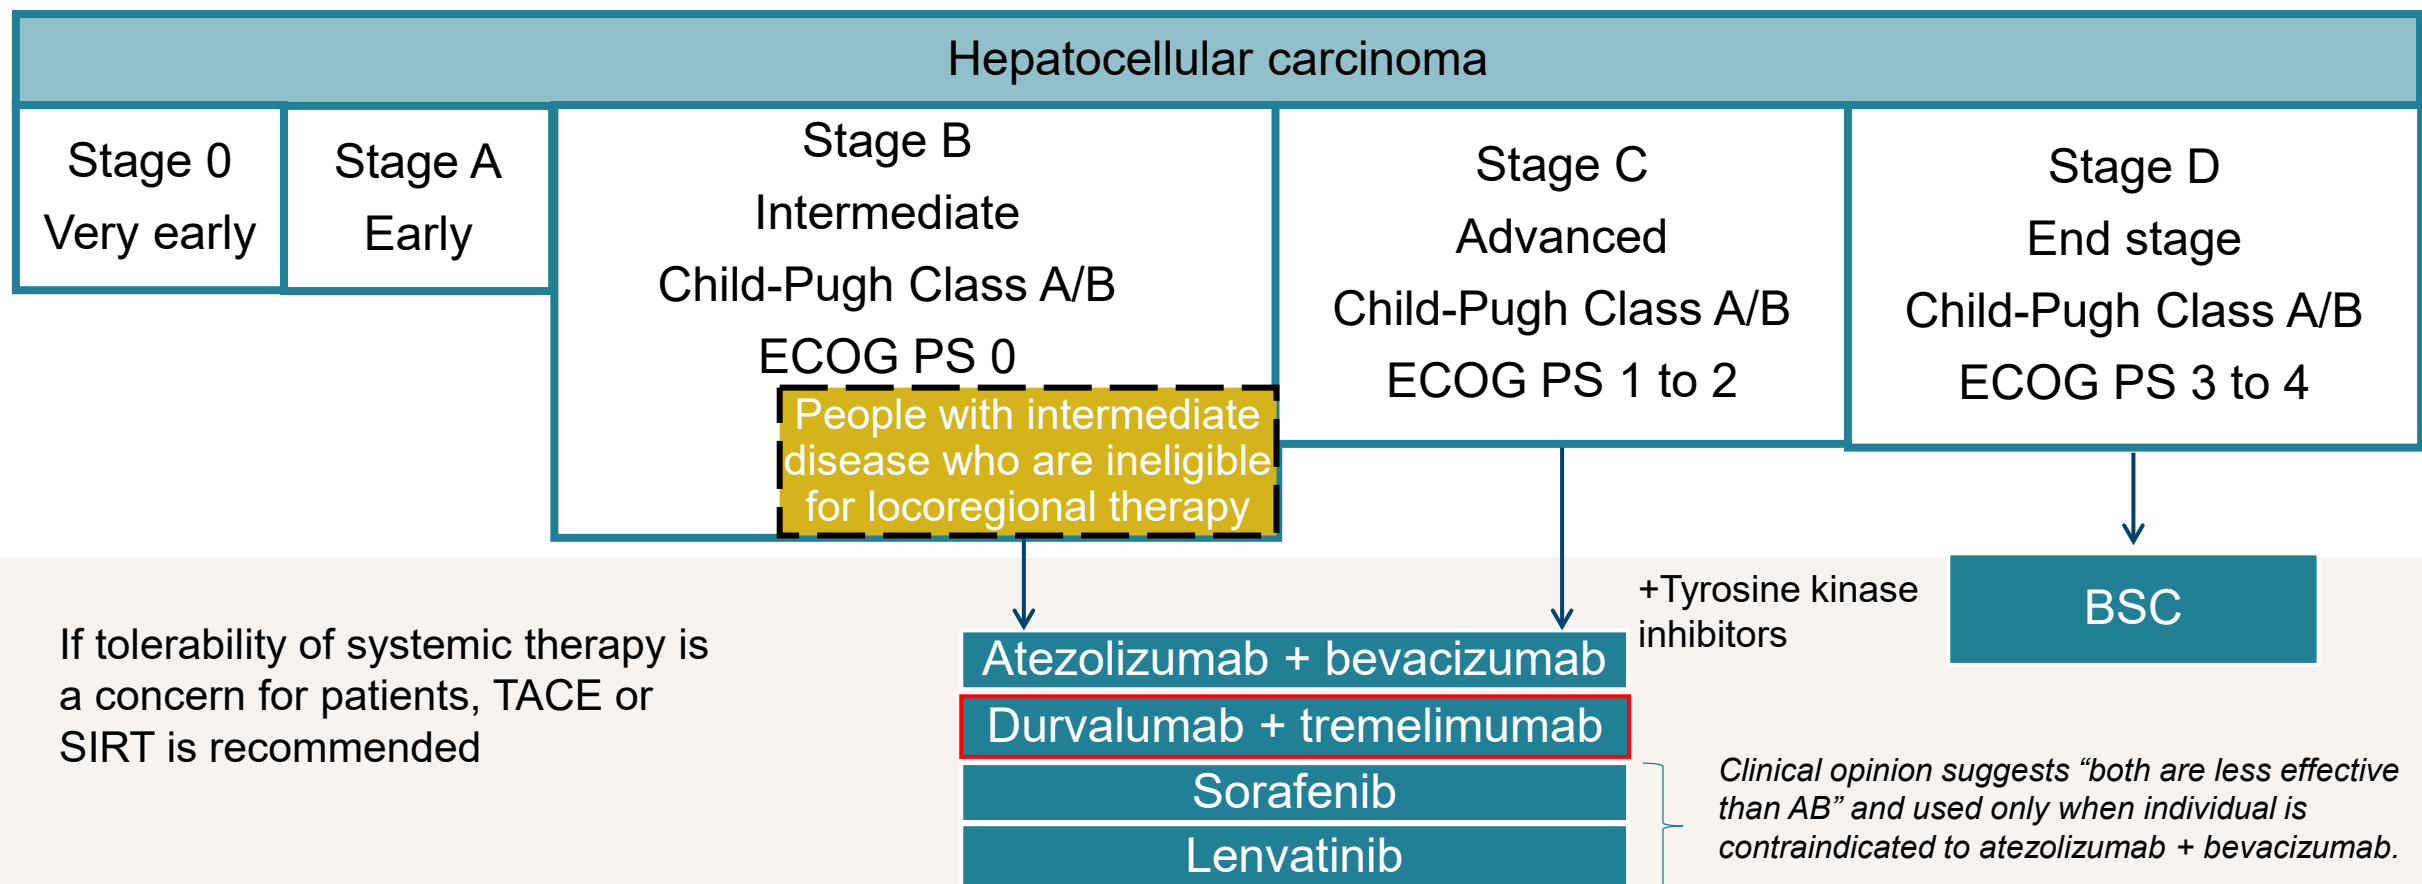 Hepatocellular carcinoma
Stage 0
Very early
Stage A
Early
Stage B
Intermediate
Child-Pugh Class A/B
ECOG PS 0
People with intermediate
disease who are ineligible
for locoregional therapy
Stage C
Advanced
Child-Pugh Class A/B
ECOG PS 1 to 2
Stage D
End stage
Child-Pugh Class A/B
ECOG PS 3 to 4
If tolerability of systemic therapy is
a concern for patients, TACE or
SIRT is recommended
Atezolizumab + bevacizumab
Durvalumab + tremelimumab
Sorafenib
Lenvatinib
+Tyrosine kinase
inhibitors
BSC
Clinical opinion suggests “both are less effective
than AB” and used only when individual is
contraindicated to atezolizumab + bevacizumab.